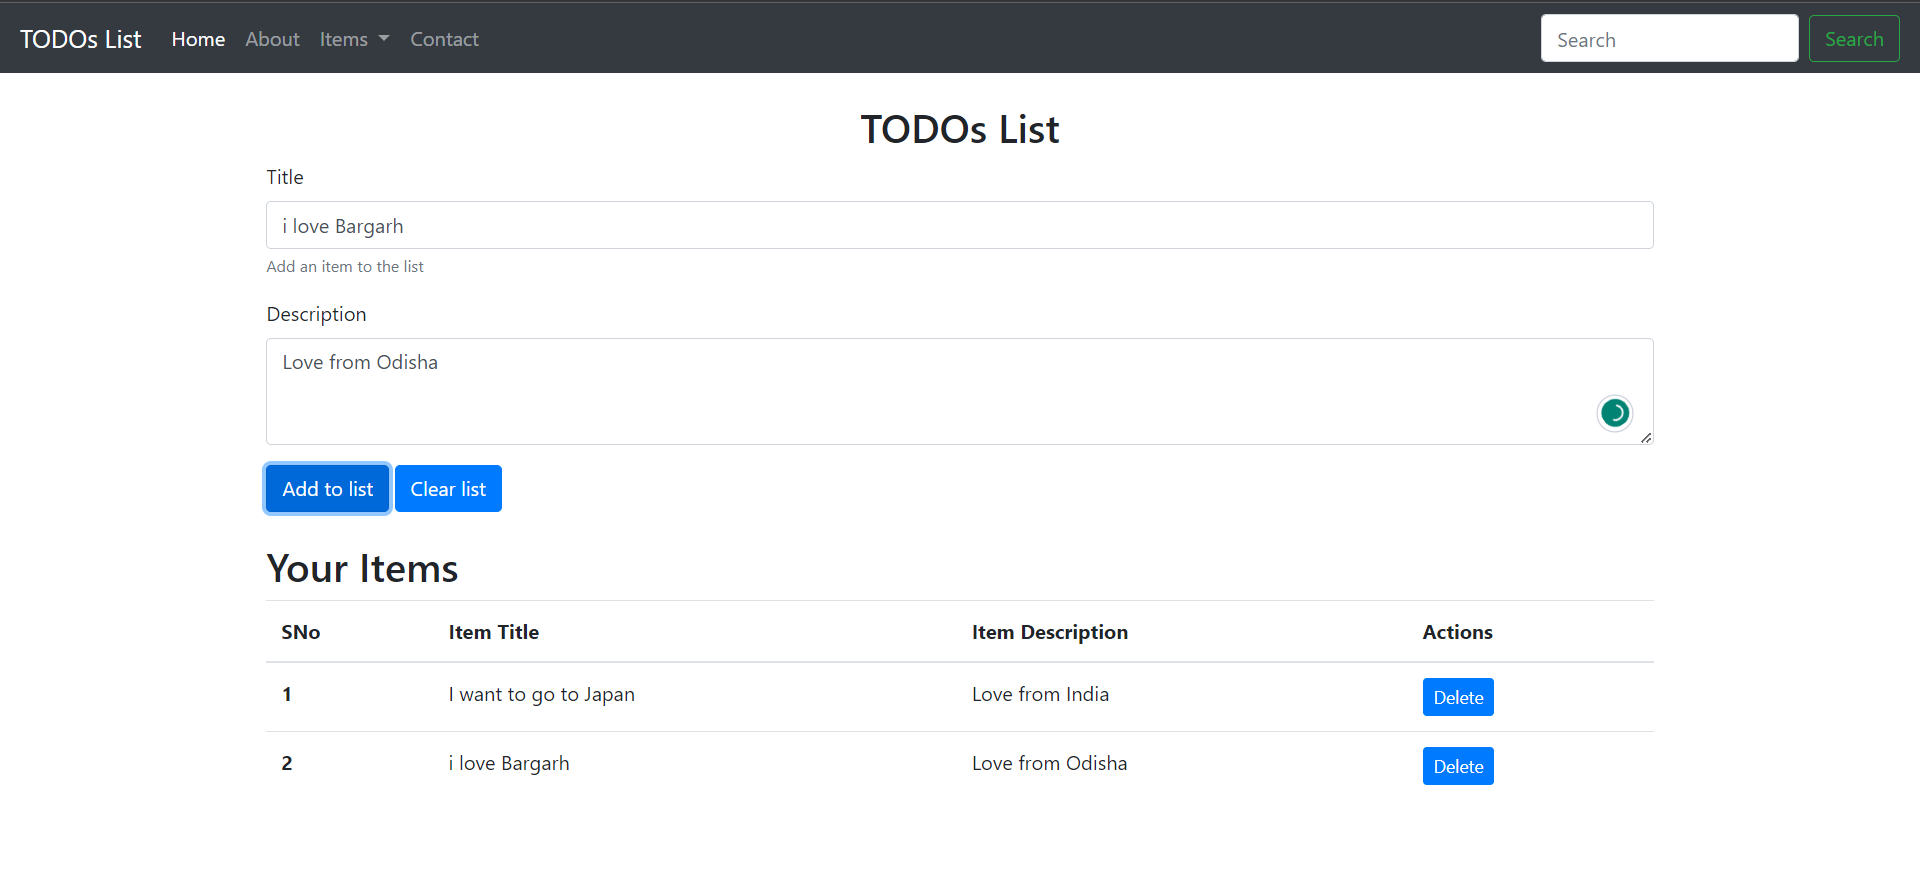 TODOs List Home About Items Contact Search Search
TODOs List
Title
i love Bargarh
Add an item to the list
Description
Love from Odisha
Add to list Clear list
Your Items
SNo Item Title Item Description Actions
1 I want to go to Japan Love from India Delete
2 i love Bargarh Love from Odisha Delete